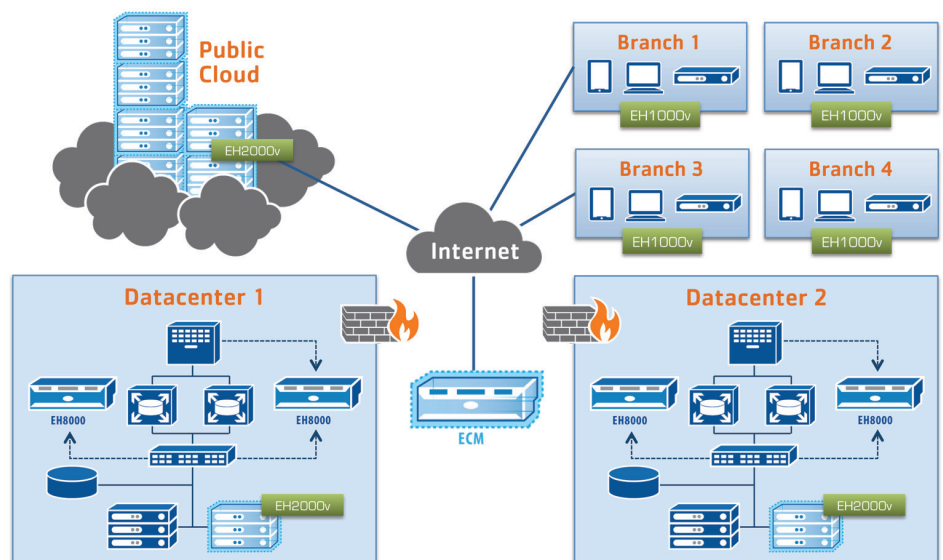 Public
Cloud
EH2000v
Branch 1
EH1000v
Branch 2
EH1000v
Branch 3
EH1000v
Branch 4
EH1000v
Internet
Datacenter 1
EH8000
EH8000
EH2000v
ECM
Datacenter 2
EH8000
EH8000
EH2000v